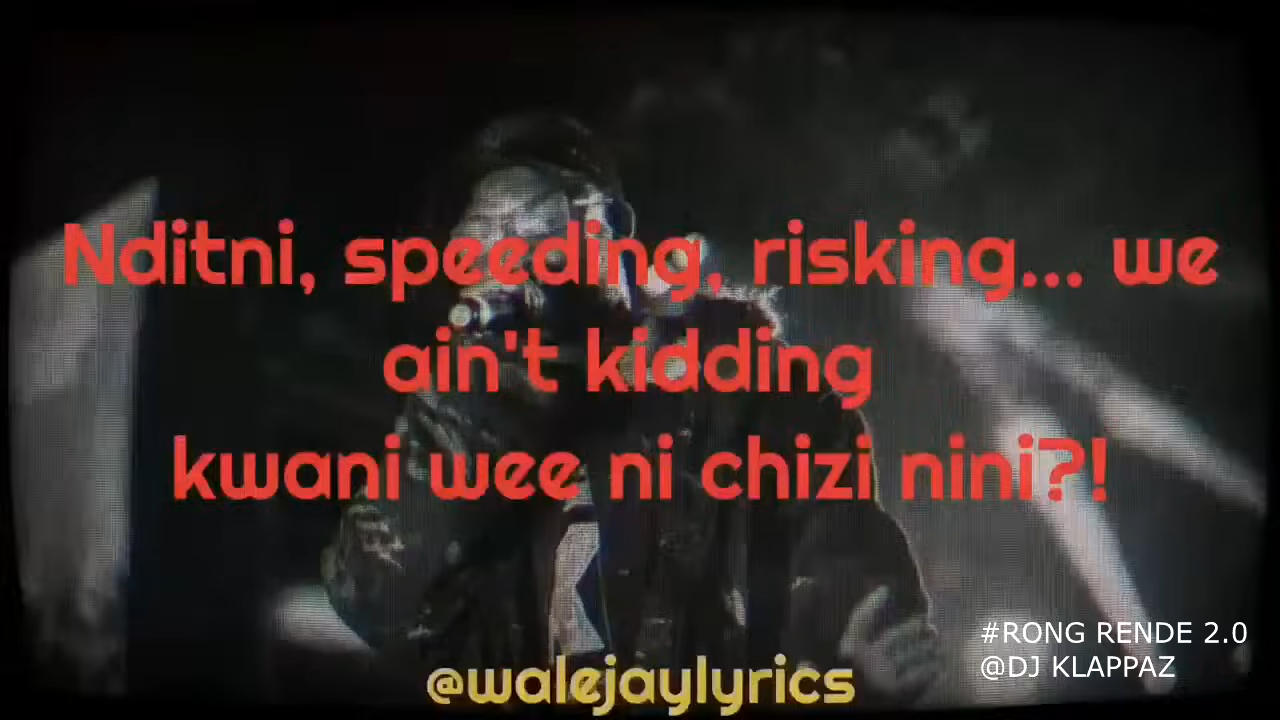 Nditni, speeding, risking... we
ain't kidding
kwani wee ni chizi nini?!
#RONG RENDE 2.0
@DJ KLAPPAZ
@walejaylyrics